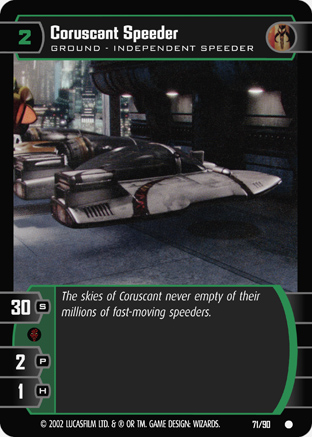 2 Coruscant Speeder
GROUND - INDEPENDENT SPEEDER
30 S
The skies of Coruscant never empty of their
millions of fast-moving speeders.
2 P
1 H
© 2002 LUCASFILM LTD. & ® OR TM. GAME DESIGN: WIZARDS. 71/90